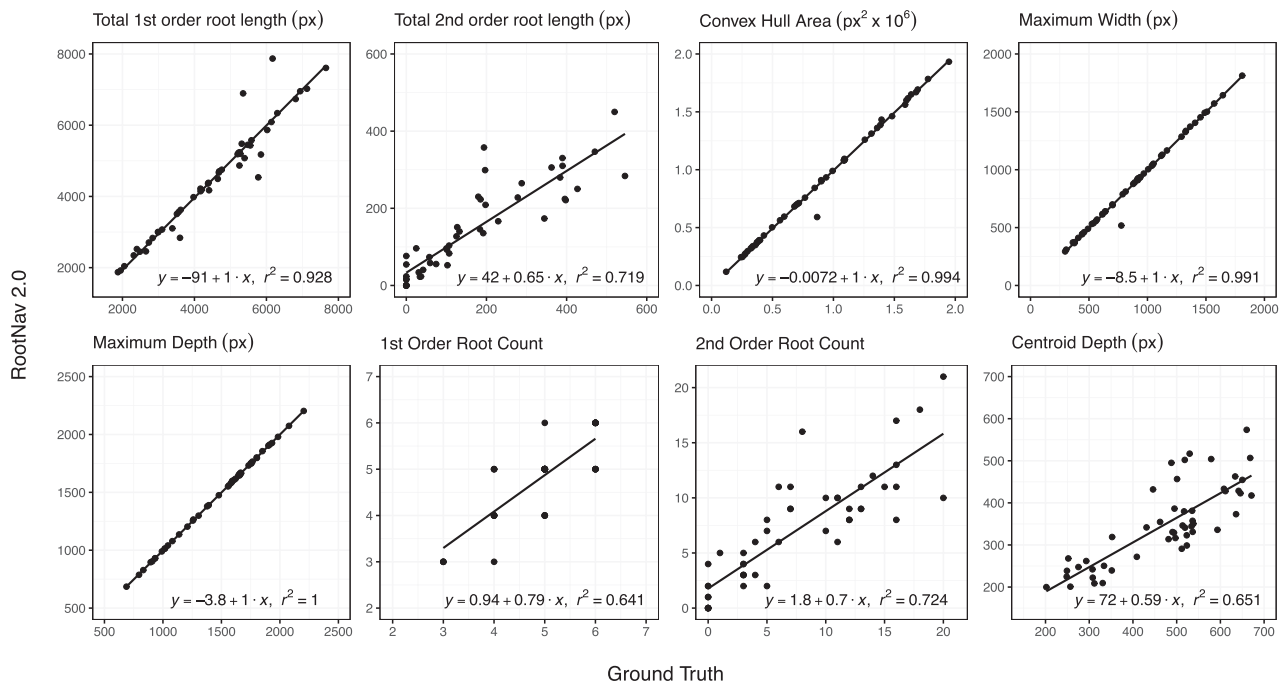 Total 1st order root length (px)
Total 2nd order root length (px)
Convex Hull Area (px² x 10⁶)
Maximum Width (px)
8000
6000
4000
2000
y = −91 + 1 · x, r² = 0.928
2000 4000 6000 8000
600
400
200
0
y = 42 + 0.65 · x, r² = 0.719
0 200 400 600
2.0
1.5
1.0
0.5
0.0
y = −0.0072 + 1 · x, r² = 0.994
0.0 0.5 1.0 1.5 2.0
2000
1500
1000
500
0
y = −8.5 + 1 · x, r² = 0.991
0 500 1000 1500 2000
RootNav 2.0
Maximum Depth (px)
1st Order Root Count
2nd Order Root Count
Centroid Depth (px)
2500
2000
1500
1000
500
y = −3.8 + 1 · x, r² = 1
500 1000 1500 2000 2500
7
6
5
4
3
2
y = 0.94 + 0.79 · x, r² = 0.641
2 3 4 5 6 7
20
15
10
5
0
y = 1.8 + 0.7 · x, r² = 0.724
0 5 10 15 20
700
600
500
400
300
200
y = 72 + 0.59 · x, r² = 0.651
200 300 400 500 600 700
Ground Truth